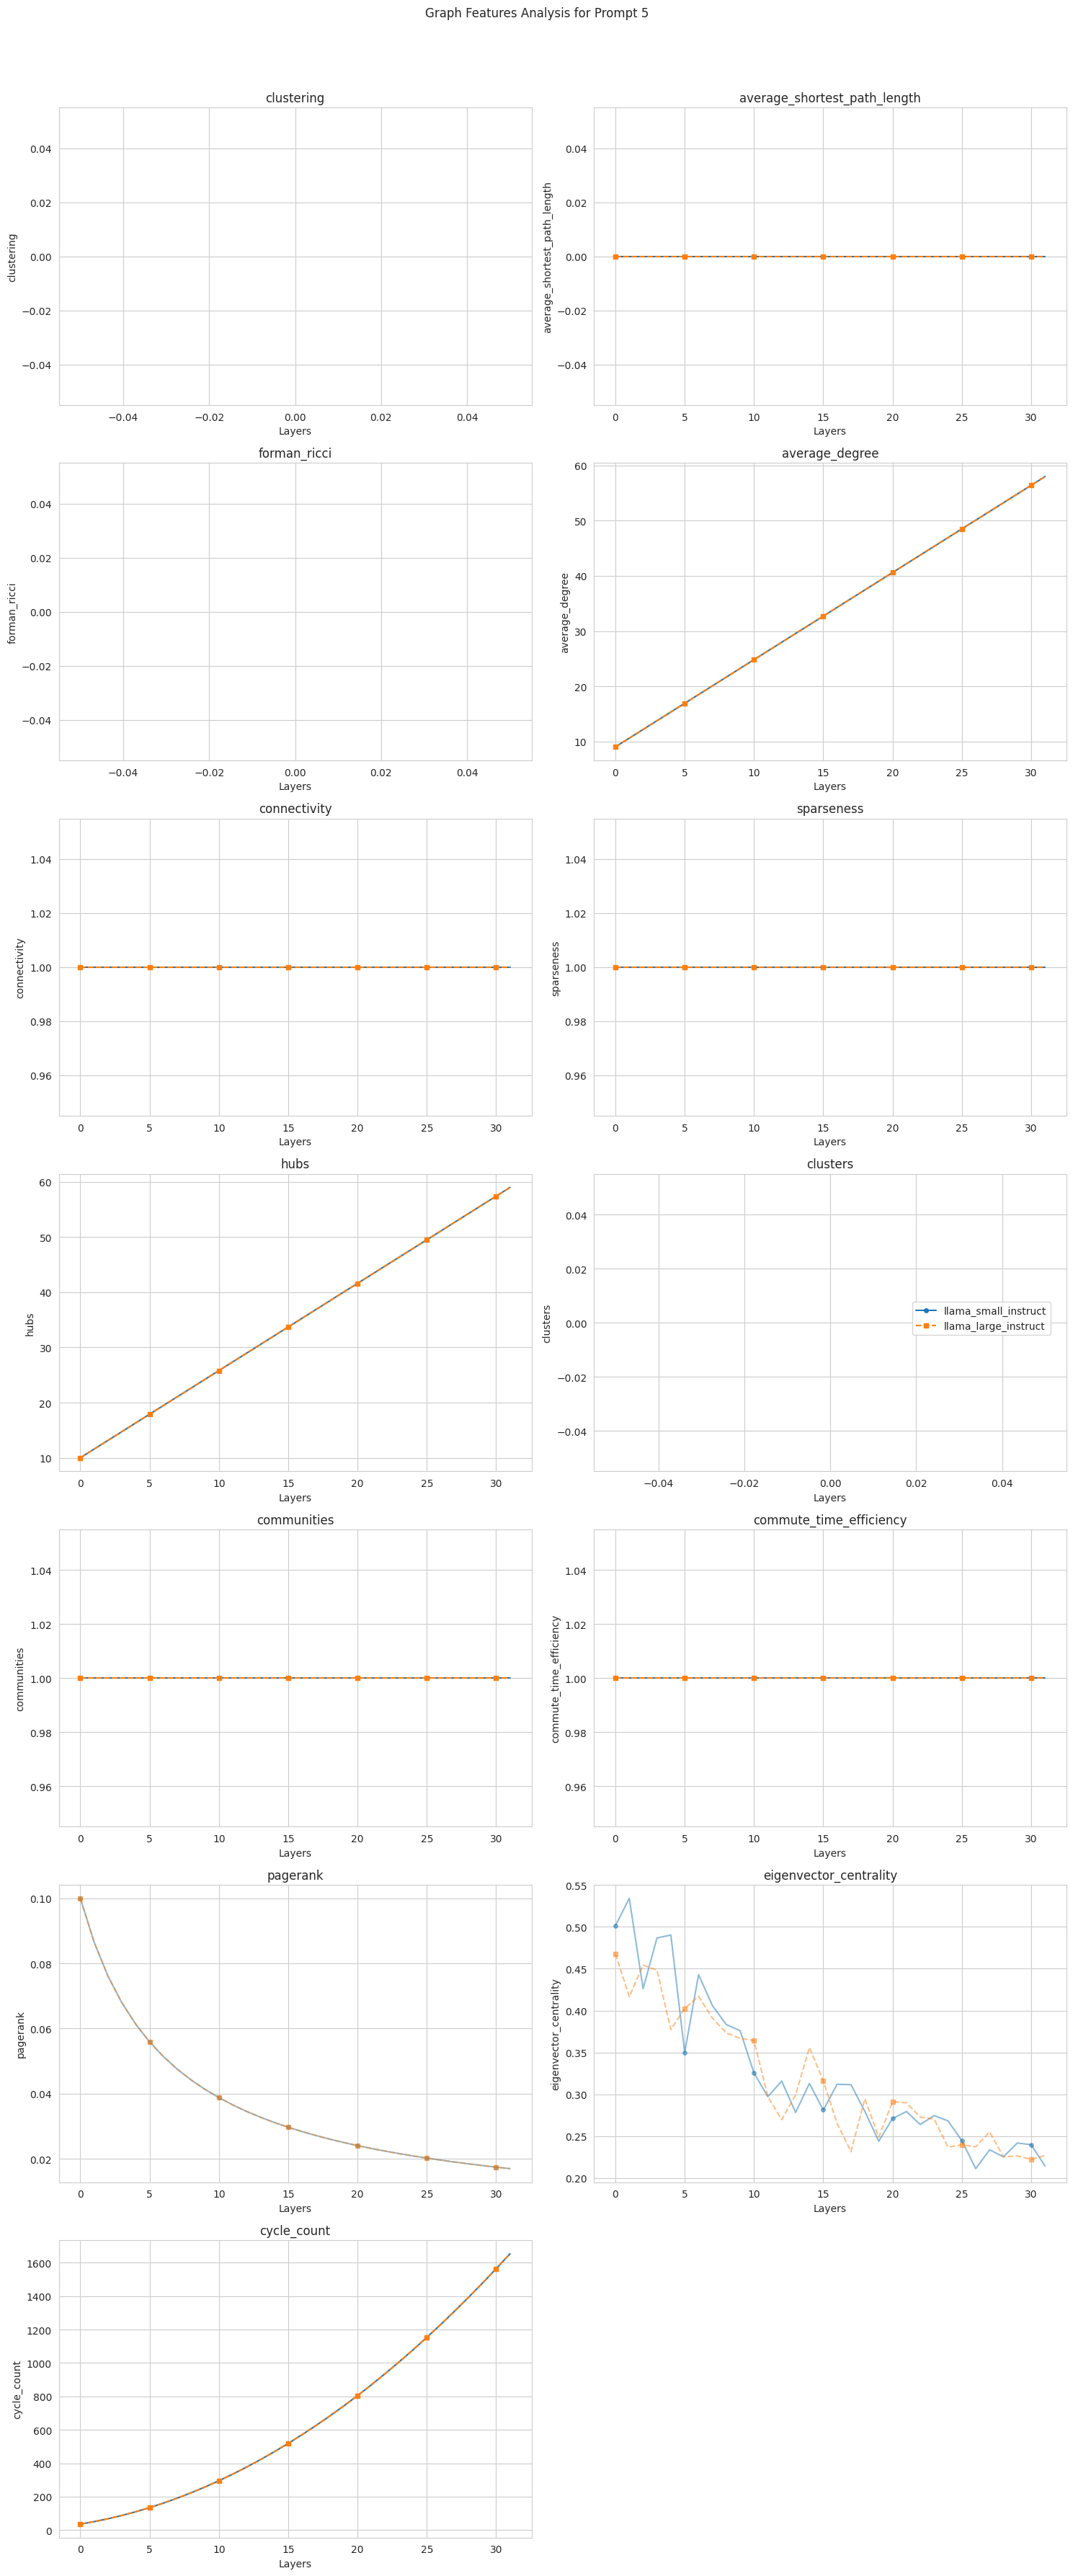 Graph Features Analysis for Prompt 5
clustering
clustering
0.04
0.02
0.00
−0.02
−0.04
−0.04 −0.02 0.00 0.02 0.04
Layers
average_shortest_path_length
average_shortest_path_length
0.04
0.02
0.00
−0.02
−0.04
0 5 10 15 20 25 30
Layers
forman_ricci
forman_ricci
0.04
0.02
0.00
−0.02
−0.04
−0.04 −0.02 0.00 0.02 0.04
Layers
average_degree
average_degree
60
50
40
30
20
10
0 5 10 15 20 25 30
Layers
connectivity
connectivity
1.04
1.02
1.00
0.98
0.96
0 5 10 15 20 25 30
Layers
sparseness
sparseness
1.04
1.02
1.00
0.98
0.96
0 5 10 15 20 25 30
Layers
hubs
hubs
60
50
40
30
20
10
0 5 10 15 20 25 30
Layers
clusters
clusters
0.04
0.02
0.00
−0.02
−0.04
llama_small_instruct
llama_large_instruct
−0.04 −0.02 0.00 0.02 0.04
Layers
communities
communities
1.04
1.02
1.00
0.98
0.96
0 5 10 15 20 25 30
Layers
commute_time_efficiency
commute_time_efficiency
1.04
1.02
1.00
0.98
0.96
0 5 10 15 20 25 30
Layers
pagerank
pagerank
0.10
0.08
0.06
0.04
0.02
0 5 10 15 20 25 30
Layers
eigenvector_centrality
eigenvector_centrality
0.55
0.50
0.45
0.40
0.35
0.30
0.25
0.20
0 5 10 15 20 25 30
Layers
cycle_count
cycle_count
1600
1400
1200
1000
800
600
400
200
0
0 5 10 15 20 25 30
Layers